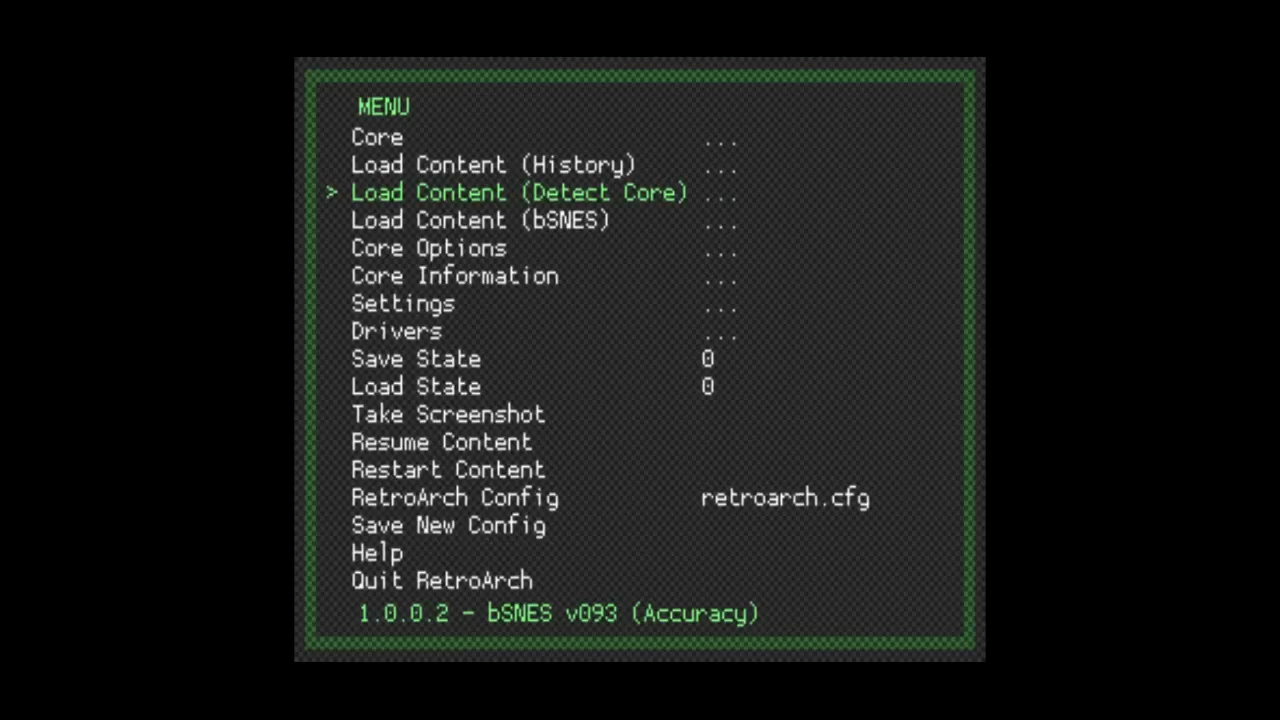 MENU
Core ...
Load Content (History) ...
> Load Content (Detect Core) ...
Load Content (bSNES) ...
Core Options ...
Core Information ...
Settings ...
Drivers ...
Save State 0
Load State 0
Take Screenshot
Resume Content
Restart Content
RetroArch Config retroarch.cfg
Save New Config
Help
Quit RetroArch
1.0.0.2 - bSNES v093 (Accuracy)